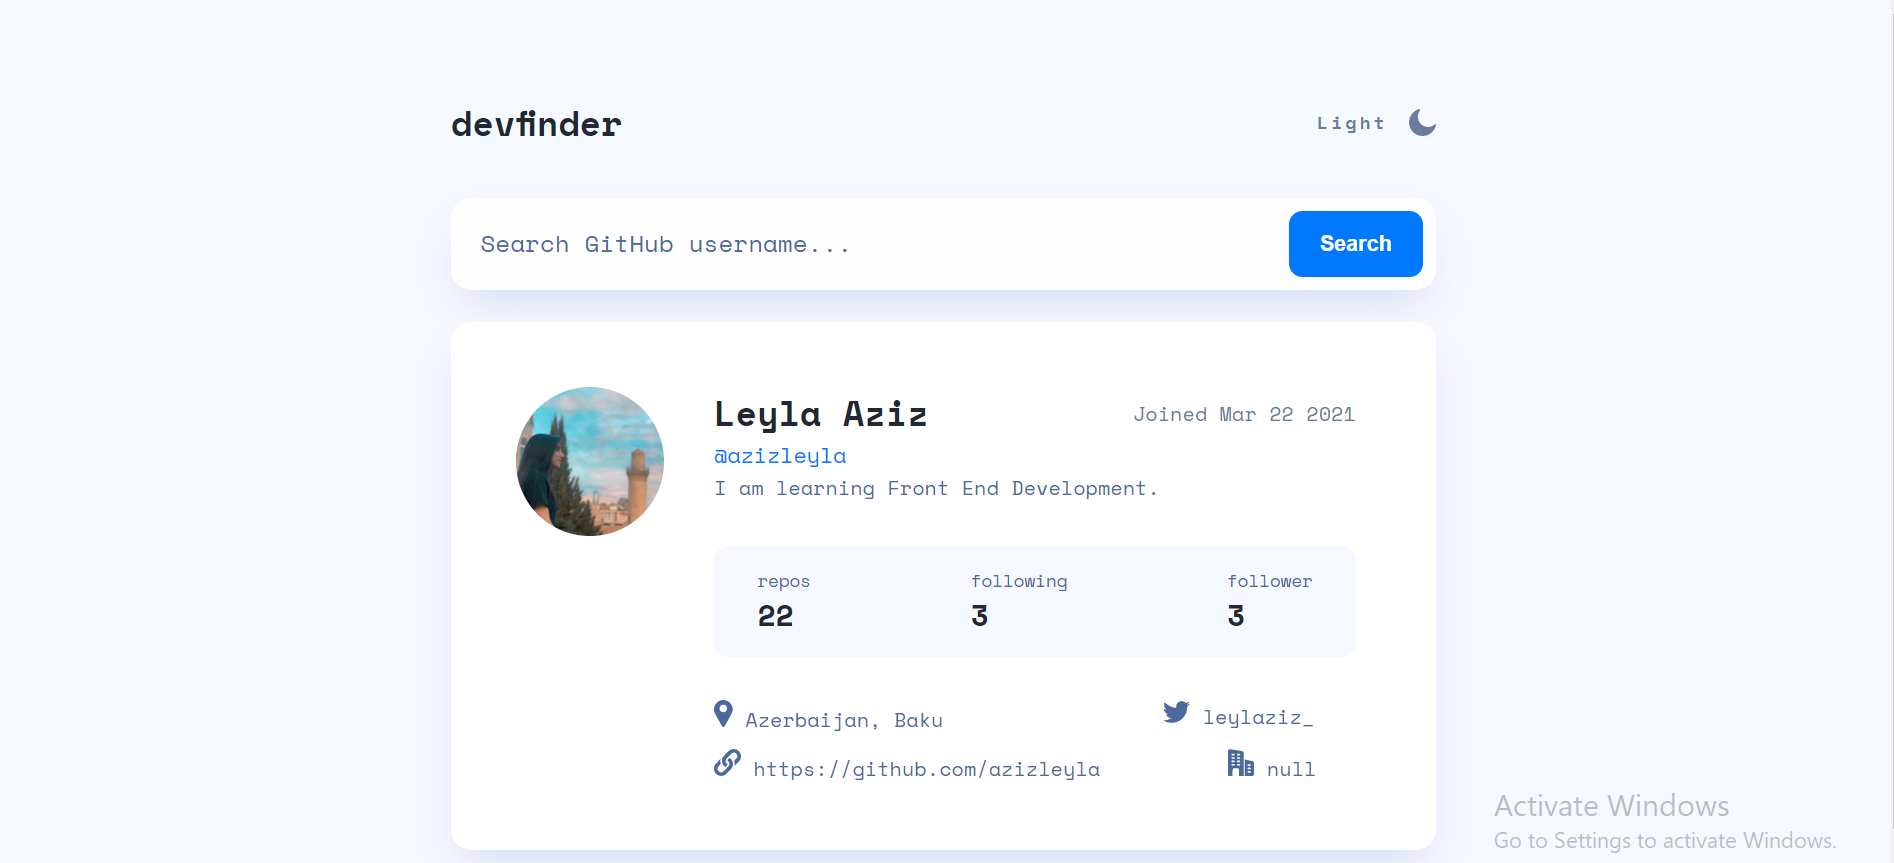 devfinder
Light
Search GitHub username...
Search
Leyla Aziz
Joined Mar 22 2021
@azizleyla
I am learning Front End Development.
repos following follower
22 3 3
Azerbaijan, Baku
leylaziz_
https://github.com/azizleyla
null
Activate Windows
Go to Settings to activate Windows.